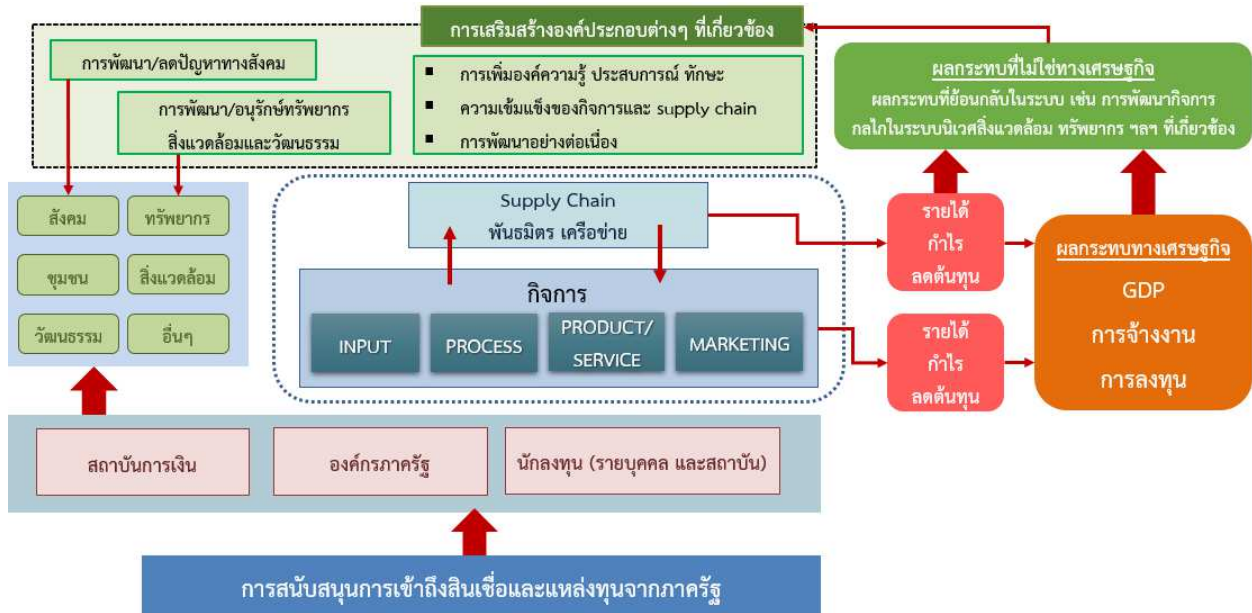 การเสริมสร้างองค์ประกอบต่างๆ ที่เกี่ยวข้อง
การพัฒนา/ลดปัญหาทางสังคม
การพัฒนา/อนุรักษ์ทรัพยากร
สิ่งแวดล้อมและวัฒนธรรม
▪ การเพิ่มองค์ความรู้ ประสบการณ์ ทักษะ
▪ ความเข้มแข็งของกิจการและ supply chain
▪ การพัฒนาอย่างต่อเนื่อง
ผลกระทบที่ไม่ใช่ทางเศรษฐกิจ
ผลกระทบที่ย้อนกลับในระบบ เช่น การพัฒนากิจการ
กลไกในระบบนิเวศสิ่งแวดล้อม ทรัพยากร ฯลฯ ที่เกี่ยวข้อง
สังคม
ทรัพยากร
ชุมชน
สิ่งแวดล้อม
วัฒนธรรม
อื่นๆ
Supply Chain
พันธมิตร เครือข่าย
กิจการ
INPUT
PROCESS
PRODUCT/
SERVICE
MARKETING
รายได้
กำไร
ลดต้นทุน
รายได้
กำไร
ลดต้นทุน
ผลกระทบทางเศรษฐกิจ
GDP
การจ้างงาน
การลงทุน
สถาบันการเงิน
องค์กรภาครัฐ
นักลงทุน (รายบุคคล และสถาบัน)
การสนับสนุนการเข้าถึงสินเชื่อและแหล่งทุนจากภาครัฐ